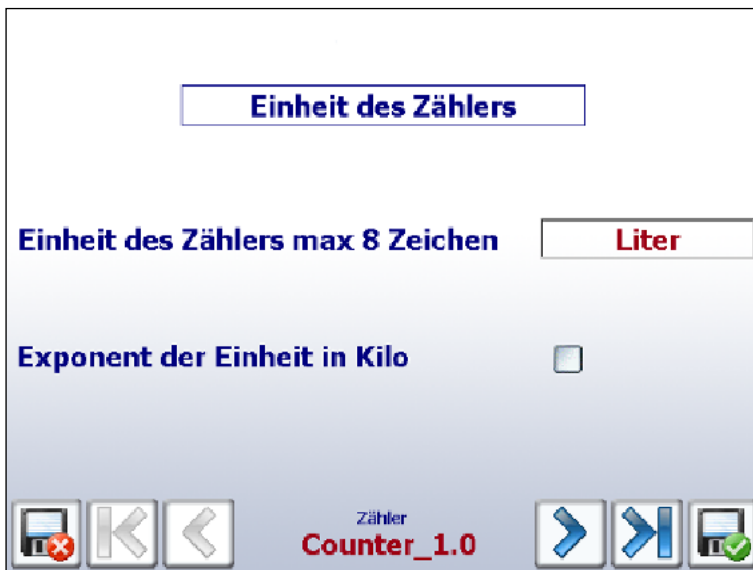 Einheit des Zählers
Einheit des Zählers max 8 Zeichen
Liter
Exponent der Einheit in Kilo
Zähler
Counter_1.0